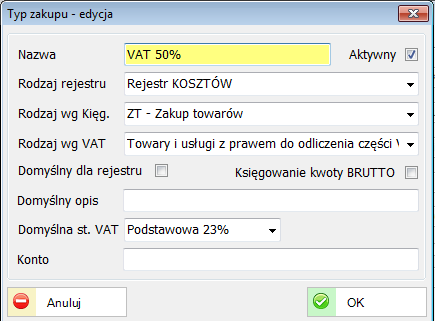 Typ zakupu - edycja
Nazwa VAT 50% Aktywny
Rodzaj rejestru Rejestr KOSZTÓW
Rodzaj wg Kięg. ZT - Zakup towarów
Rodzaj wg VAT Towary i usługi z prawem do odliczenia części
Domyślny dla rejestru Księgowanie kwoty BRUTTO
Domyślny opis
Domyślna st. VAT Podstawowa 23%
Konto
Anuluj OK